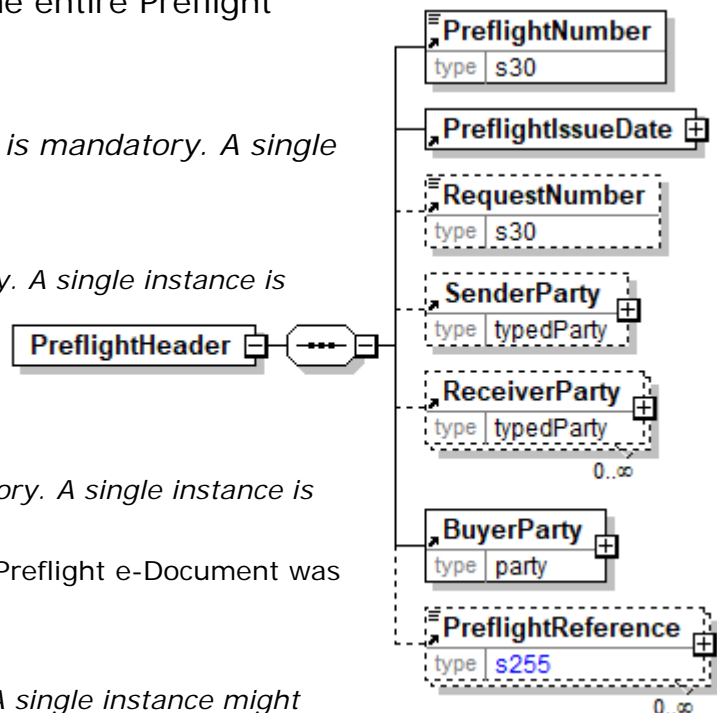 e entire Preflight
is mandatory. A single
y. A single instance is
ory. A single instance is
Preflight e-Document was
A single instance might
PreflightHeader
PreflightNumber
type s30
PreflightIssueDate
RequestNumber
type s30
SenderParty
type typedParty
ReceiverParty
type typedParty
0..∞
BuyerParty
type party
PreflightReference
type s255
0..∞